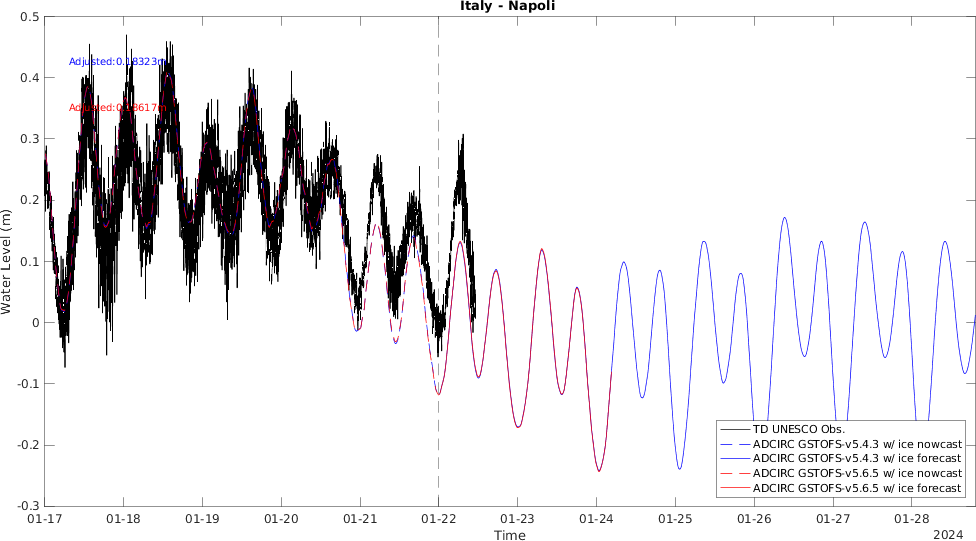 Italy - Napoli
Water Level (m)
0.5
0.4
0.3
0.2
0.1
0
-0.1
-0.2
-0.3
Adjusted:0.18323m
Adjusted:0.18617m
TD UNESCO Obs.
ADCIRC GSTOFS-v5.4.3 w/ ice nowcast
ADCIRC GSTOFS-v5.4.3 w/ ice forecast
ADCIRC GSTOFS-v5.6.5 w/ ice nowcast
ADCIRC GSTOFS-v5.6.5 w/ ice forecast
01-17 01-18 01-19 01-20 01-21 01-22 01-23 01-24 01-25 01-26 01-27 01-28
Time
2024